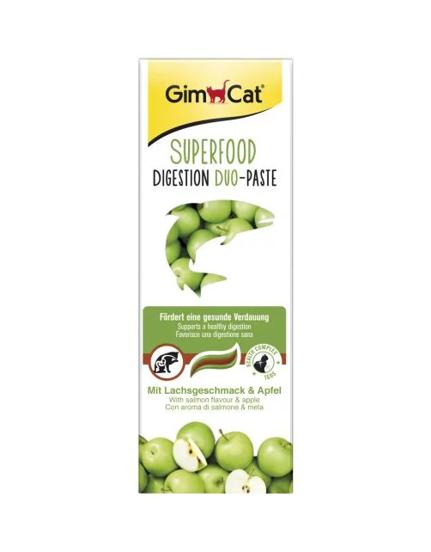 GimCat®
SUPERFOOD
DIGESTION DUO-PASTE
Fördert eine gesunde Verdauung
Supports a healthy digestion
Favorisce una digestione sana
Mit Lachsgeschmack & Apfel
With salmon flavour & apple
Con aroma di salmone & mela